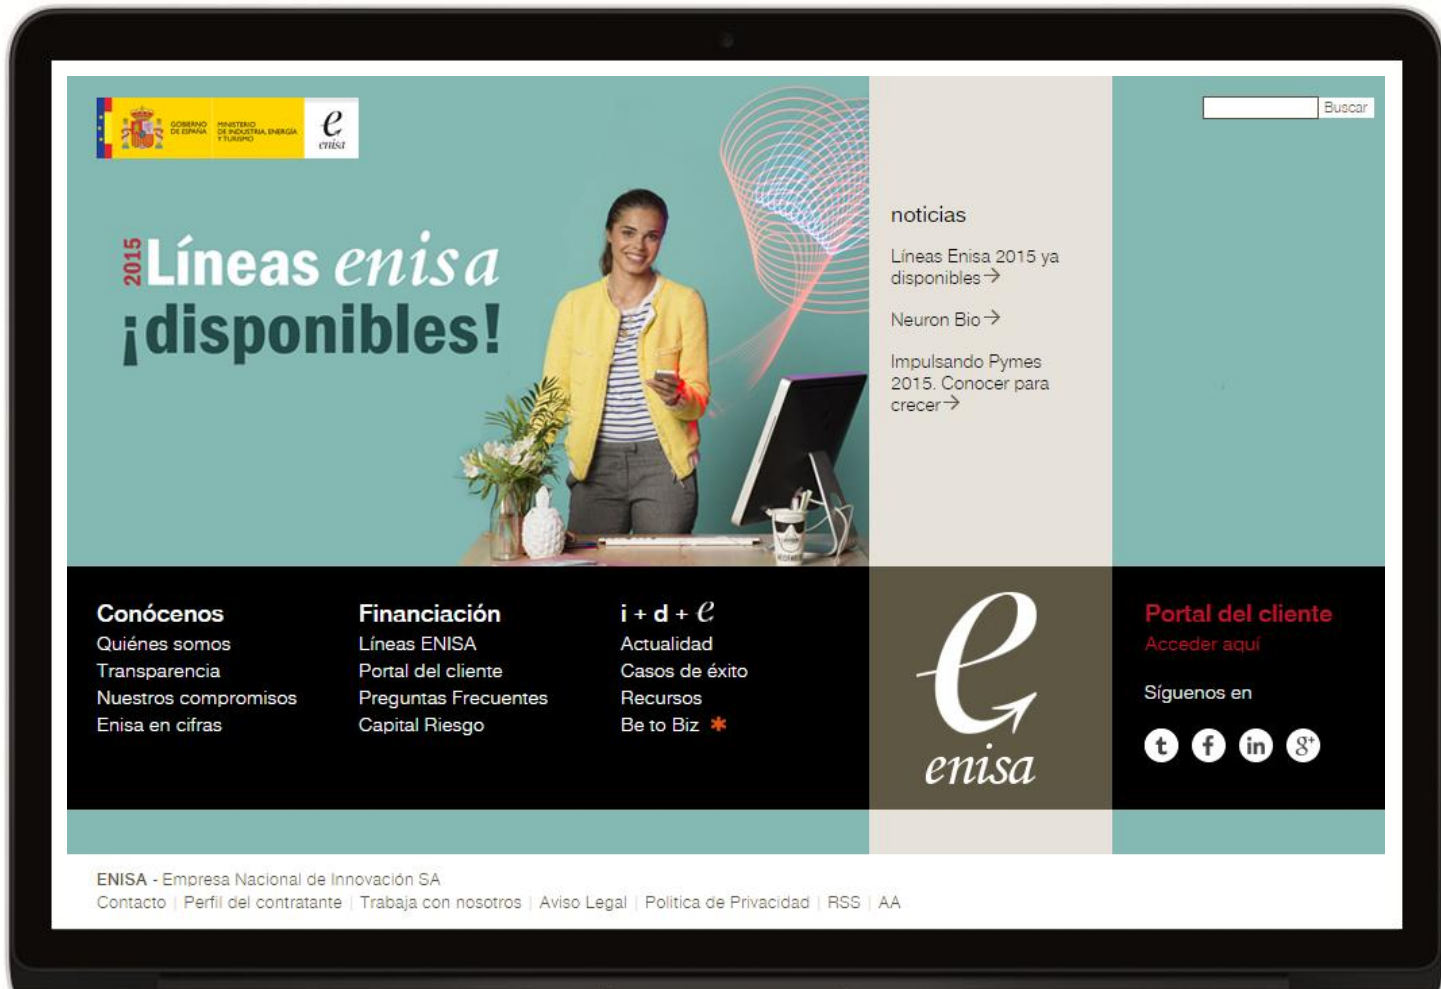 GOBIERNO
DE ESPAÑA
MINISTERIO
DE INDUSTRIA, ENERGÍA
Y TURISMO
e
enisa
Buscar
2015
Líneas enisa
¡disponibles!
noticias
Líneas Enisa 2015 ya
disponibles →
Neuron Bio →
Impulsando Pymes
2015. Conocer para
crecer →
Conócenos
Quiénes somos
Transparencia
Nuestros compromisos
Enisa en cifras
Financiación
Líneas ENISA
Portal del cliente
Preguntas Frecuentes
Capital Riesgo
i + d + e
Actualidad
Casos de éxito
Recursos
Be to Biz *
e
enisa
Portal del cliente
Acceder aquí
Síguenos en
t f in g+
ENISA - Empresa Nacional de Innovación SA
Contacto | Perfil del contratante | Trabaja con nosotros | Aviso Legal | Politica de Privacidad | RSS | AA